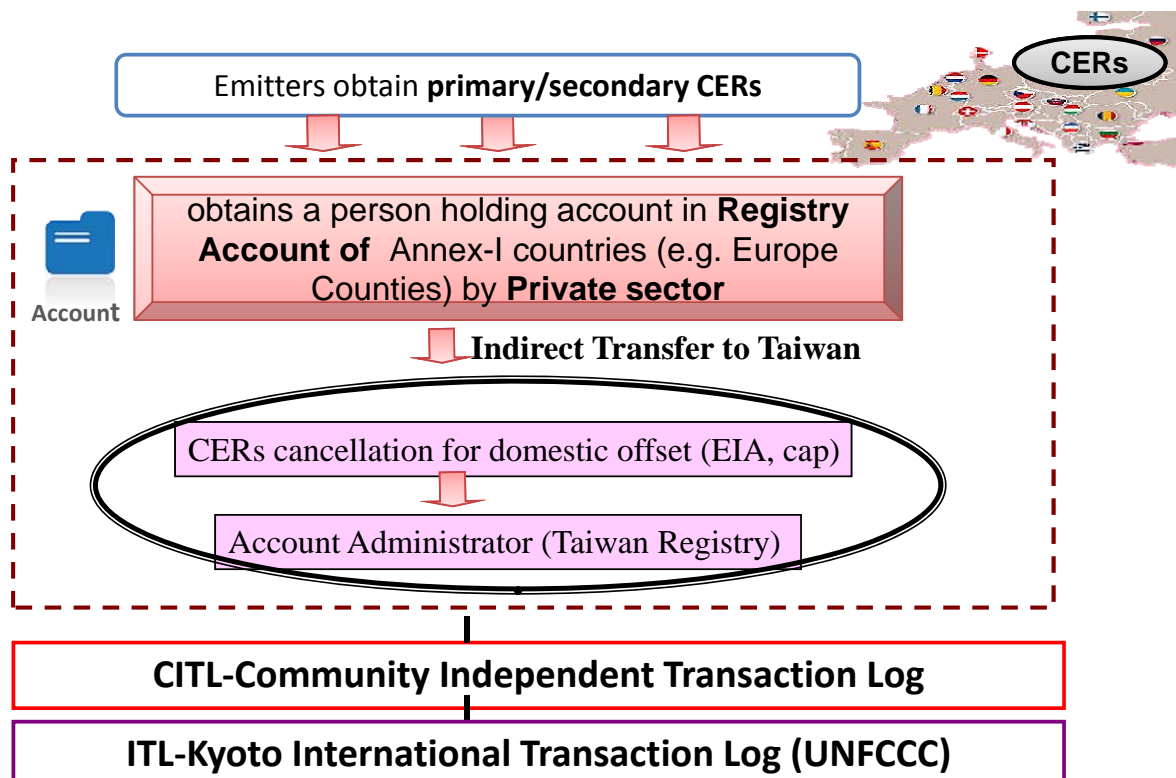 CERs
Emitters obtain primary/secondary CERs
obtains a person holding account in Registry
Account of Annex-I countries (e.g. Europe
Counties) by Private sector
Account
Indirect Transfer to Taiwan
CERs cancellation for domestic offset (EIA, cap)
Account Administrator (Taiwan Registry)
CITL-Community Independent Transaction Log
ITL-Kyoto International Transaction Log (UNFCCC)